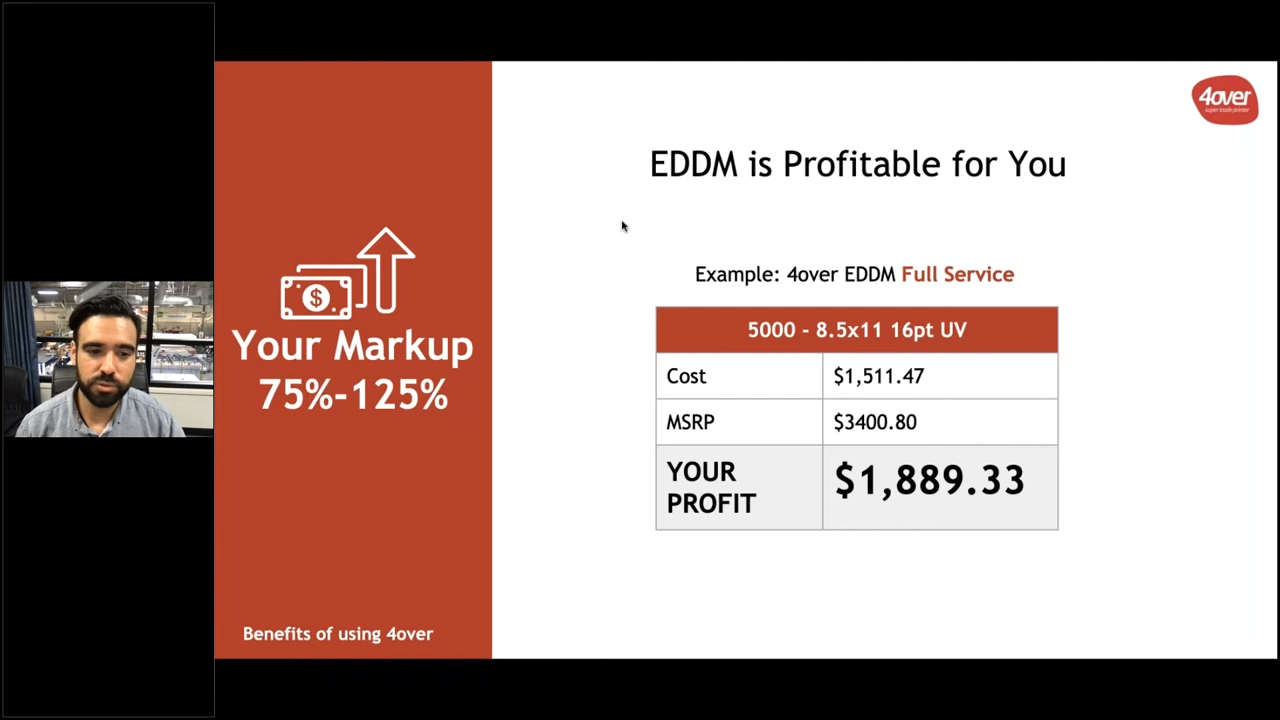 4over
super trade printer
EDDM is Profitable for You
$
Your Markup
75%-125%
Benefits of using 4over
Example: 4over EDDM Full Service
5000 - 8.5x11 16pt UV
Cost $1,511.47
MSRP $3400.80
YOUR PROFIT $1,889.33